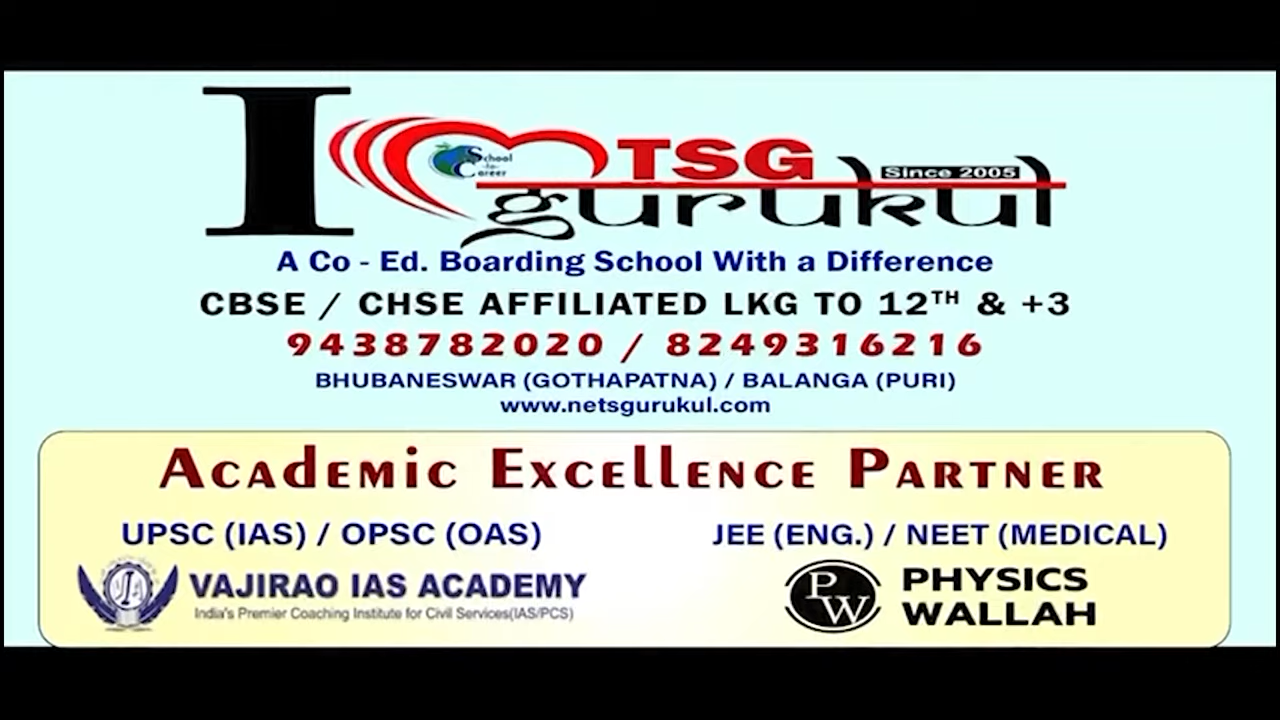 I TSG
School -to- Career
gurukul Since 2005
A Co - Ed. Boarding School With a Difference
CBSE / CHSE AFFILIATED LKG TO 12TH & +3
9438782020 / 8249316216
BHUBANESWAR (GOTHAPATNA) / BALANGA (PURI)
www.netsgurukul.com
ACADEMIC EXCELLENCE PARTNER
UPSC (IAS) / OPSC (OAS)
VAJIRAO IAS ACADEMY
India's Premier Coaching Institute for Civil Services(IAS/PCS)
JEE (ENG.) / NEET (MEDICAL)
PW PHYSICS
WALLAH